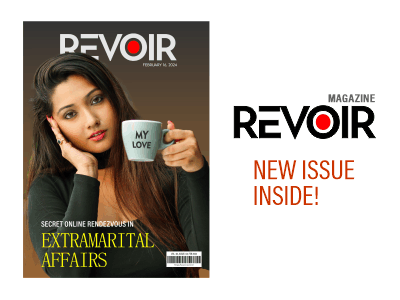 REVOIR
FEBRUARY 16, 2024
MY
LOVE
SECRET ONLINE RENDEZVOUS IN
EXTRAMARITAL
AFFAIRS
MAGAZINE
REVOIR
NEW ISSUE
INSIDE!